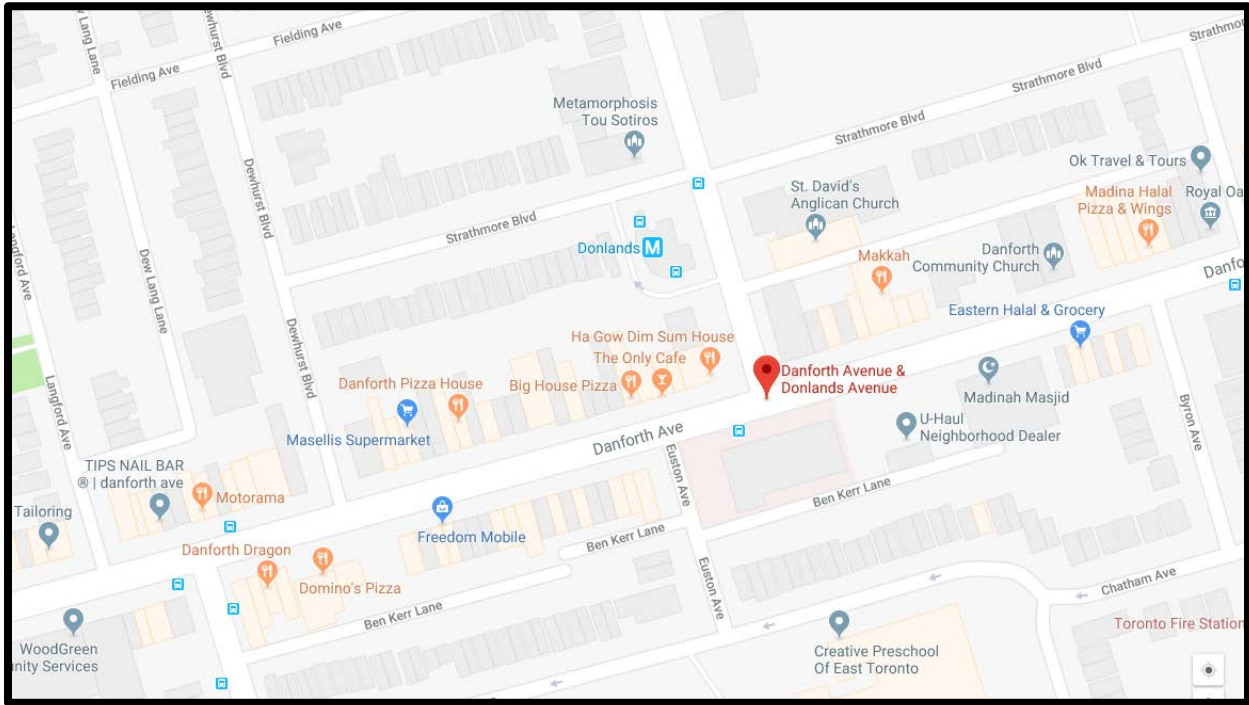 Dew Lang Lane
Dewhurst Blvd
Fielding Ave
Fielding Ave
Strathmo
Strathmore Blvd
Strathmore Blvd
Metamorphosis
Tou Sotiros
Ok Travel & Tours
St. David's
Anglican Church
Madina Halal
Pizza & Wings
Royal Oa
Dewhurst Blvd
Strathmore Blvd
Donlands
M
Danforth
Community Church
Makkah
Danfo
Langford Ave
Dew Lang Lane
Eastern Halal & Grocery
Ha Gow Dim Sum House
The Only Cafe
Dewhurst Blvd
Danforth Pizza House
Big House Pizza
Danforth Avenue &
Donlands Avenue
Madinah Masjid
Langford Ave
Masellis Supermarket
Danforth Ave
U-Haul
Neighborhood Dealer
Byron Ave
TIPS NAIL BAR
® | danforth ave
Motorama
Euston Ave
Ben Kerr Lane
Tailoring
Freedom Mobile
Ben Kerr Lane
Danforth Dragon
Domino's Pizza
Euston Ave
Chatham Ave
Ben Kerr Lane
Toronto Fire Station
WoodGreen
nity Services
Creative Preschool
Of East Toronto